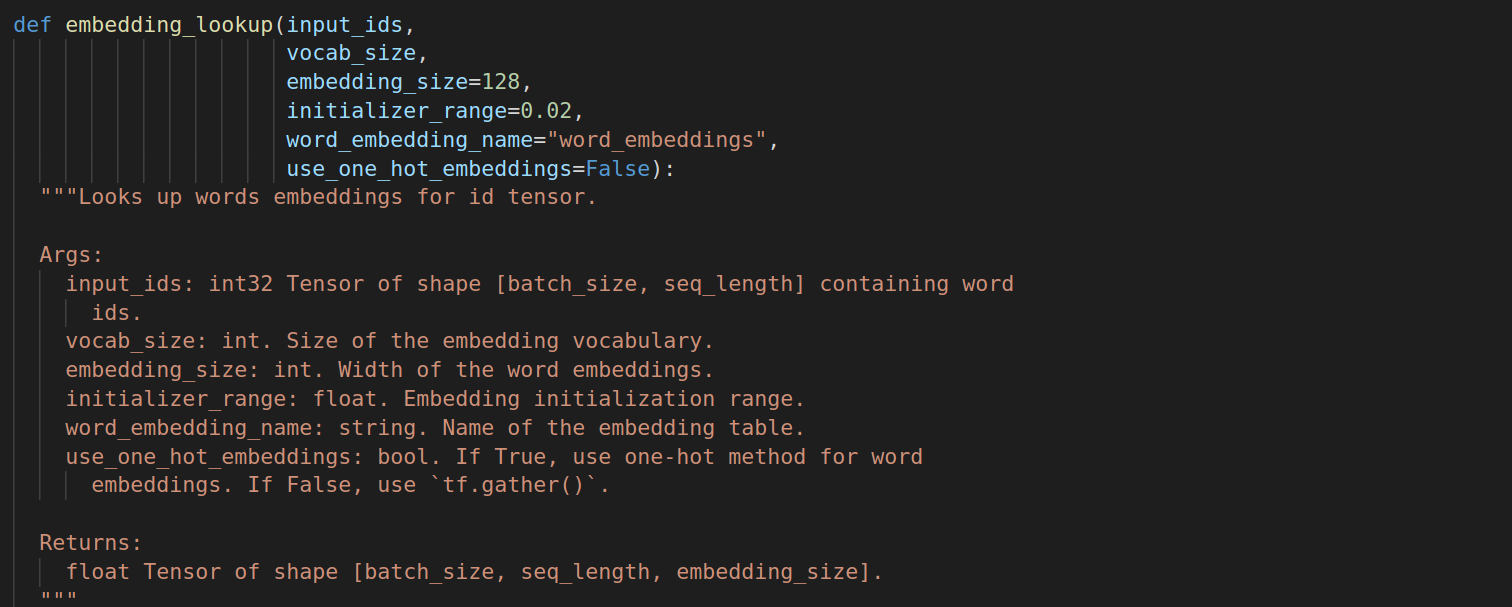 def embedding_lookup(input_ids,
                     vocab_size,
                     embedding_size=128,
                     initializer_range=0.02,
                     word_embedding_name="word_embeddings",
                     use_one_hot_embeddings=False):
  """Looks up words embeddings for id tensor.

  Args:
    input_ids: int32 Tensor of shape [batch_size, seq_length] containing word
      ids.
    vocab_size: int. Size of the embedding vocabulary.
    embedding_size: int. Width of the word embeddings.
    initializer_range: float. Embedding initialization range.
    word_embedding_name: string. Name of the embedding table.
    use_one_hot_embeddings: bool. If True, use one-hot method for word
      embeddings. If False, use `tf.gather()`.

  Returns:
    float Tensor of shape [batch_size, seq_length, embedding_size].
  """